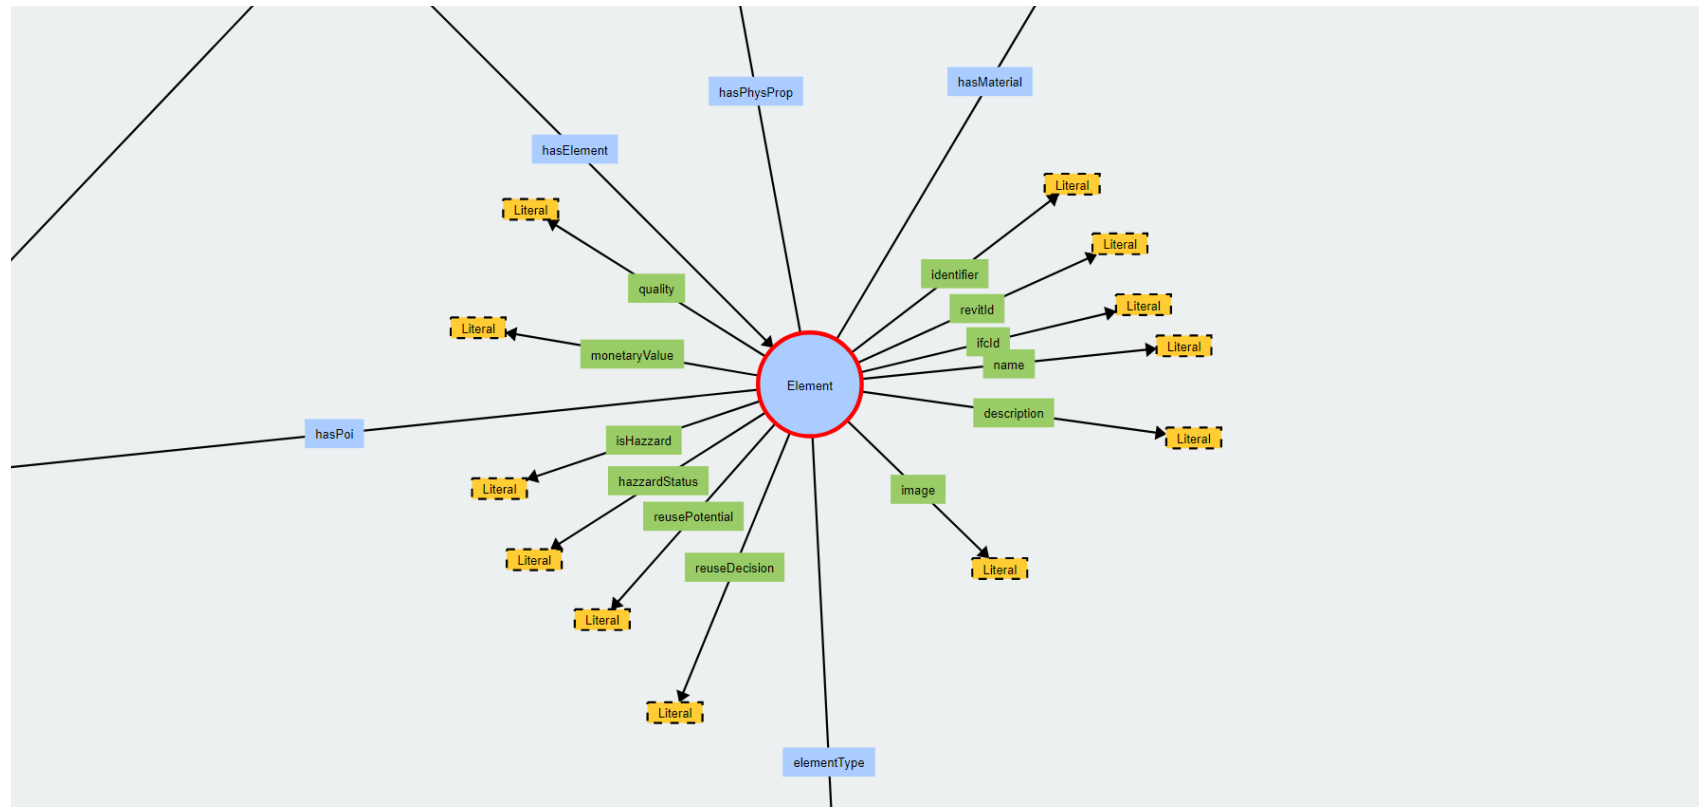 hasMaterial
hasPhysProp
hasElement
Literal
Literal
Literal
identifier
quality
Literal
revitId
Literal
ifcId
Literal
monetaryValue
name
Element
description
hasPoi
Literal
isHazzard
hazzardStatus
Literal
image
reusePotential
Literal
reuseDecision
Literal
Literal
Literal
elementType